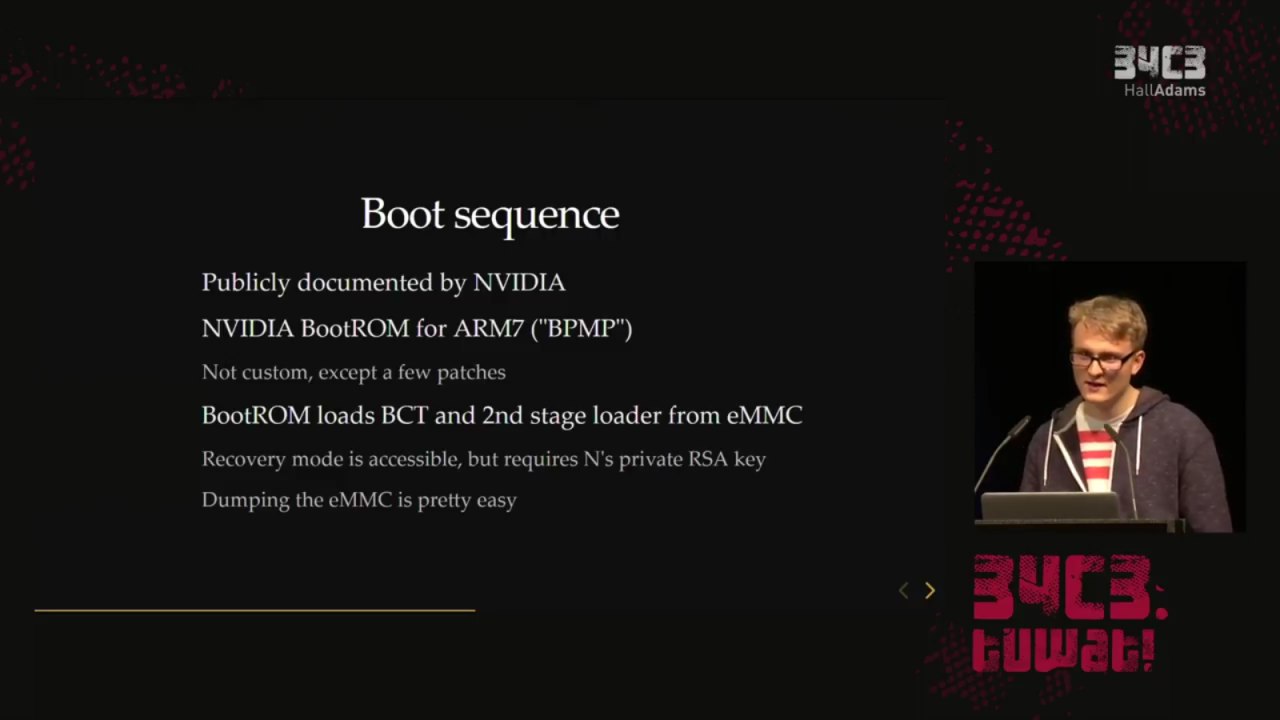 34C3
HallAdams
Boot sequence
Publicly documented by NVIDIA
NVIDIA BootROM for ARM7 ("BPMP")
Not custom, except a few patches
BootROM loads BCT and 2nd stage loader from eMMC
Recovery mode is accessible, but requires N's private RSA key
Dumping the eMMC is pretty easy
34C3:
tuwat!